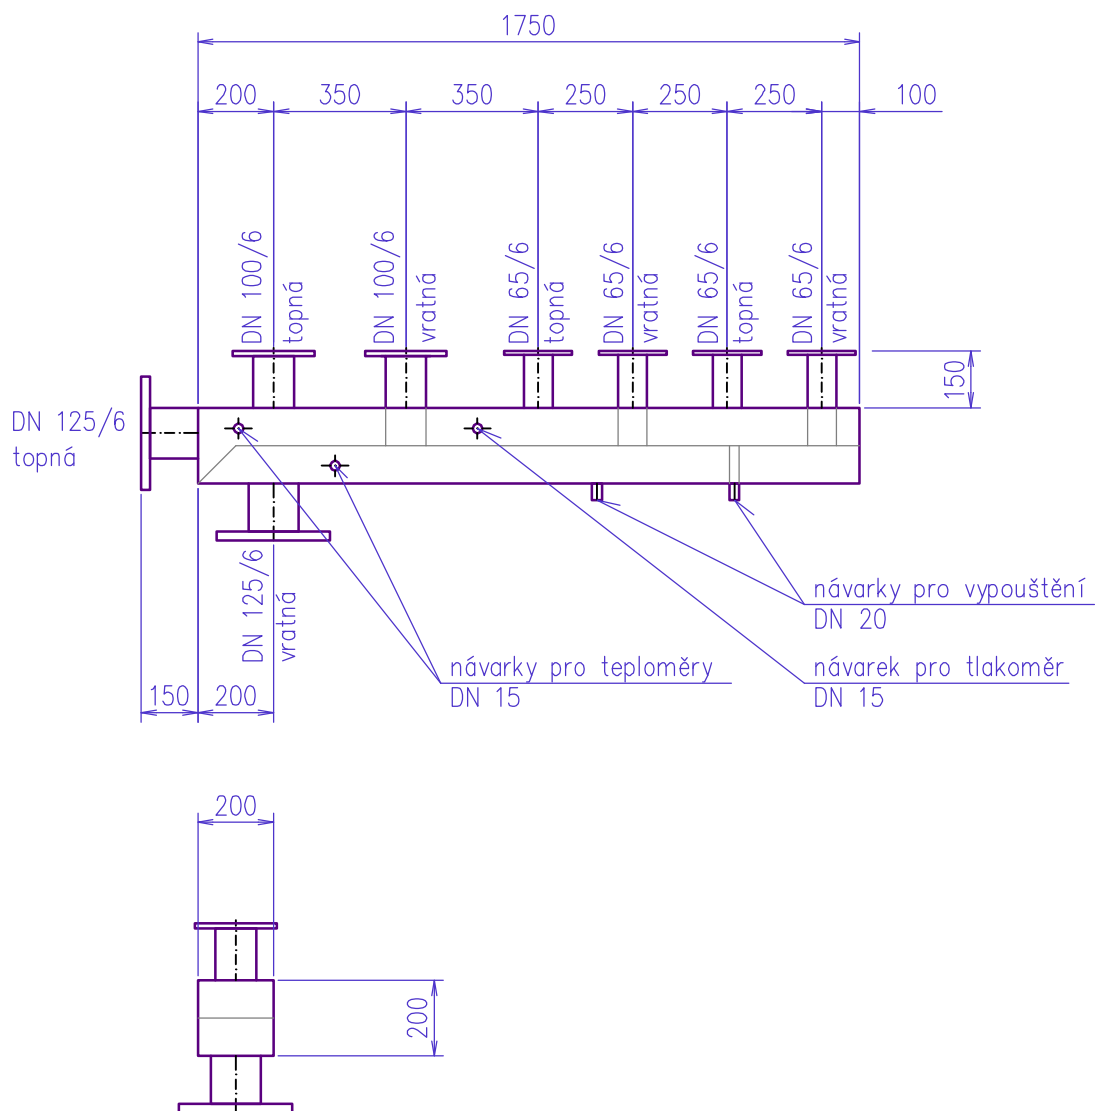 1750
200
350
350
250
250
250
100
DN 100/6
topná
DN 100/6
vratná
DN 65/6
topná
DN 65/6
vratná
DN 65/6
topná
DN 65/6
vratná
150
DN 125/6
topná
DN 125/6
vratná
návarky pro vypouštění
DN 20
návarky pro teploměry
DN 15
návarek pro tlakoměr
DN 15
150
200
200
200